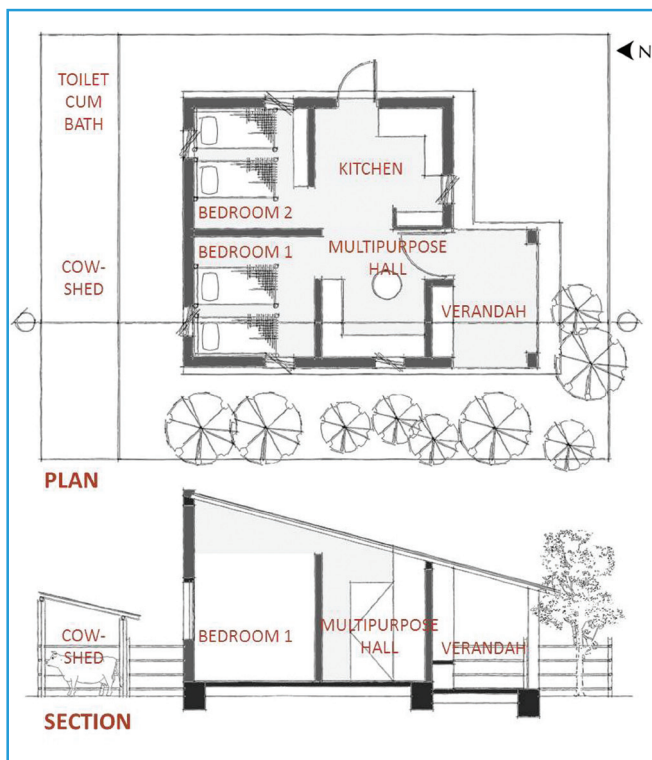 N
TOILET
CUM
BATH
KITCHEN
BEDROOM 2
BEDROOM 1
MULTIPURPOSE
HALL
COW-
SHED
VERANDAH
PLAN
COW-
SHED
BEDROOM 1
MULTIPURPOSE
HALL
VERANDAH
SECTION